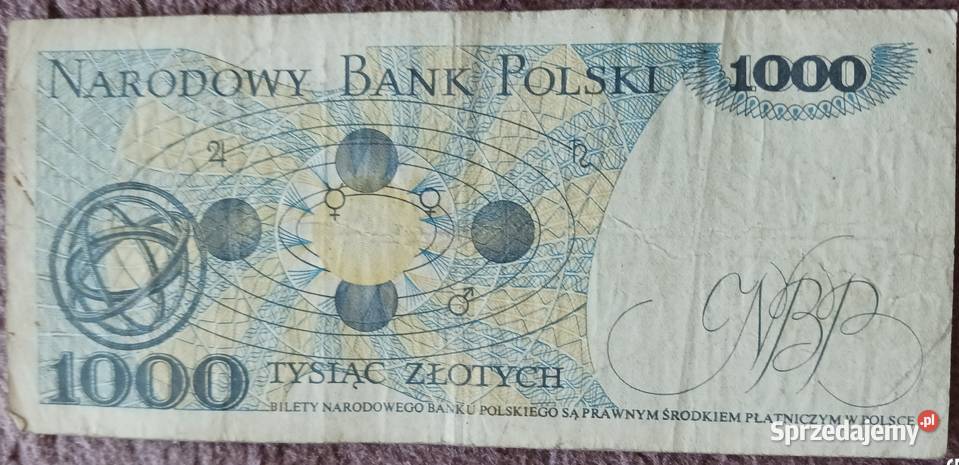 NARODOWY BANK POLSKI
1000
♃
♄
☿
♀
♂
NBP
1000
TYSIĄC ZŁOTYCH
BILETY NARODOWEGO BANKU POLSKIEGO SĄ PRAWNYM ŚRODKIEM PŁATNICZYM W POLSCE
Sprzedajemy.pl